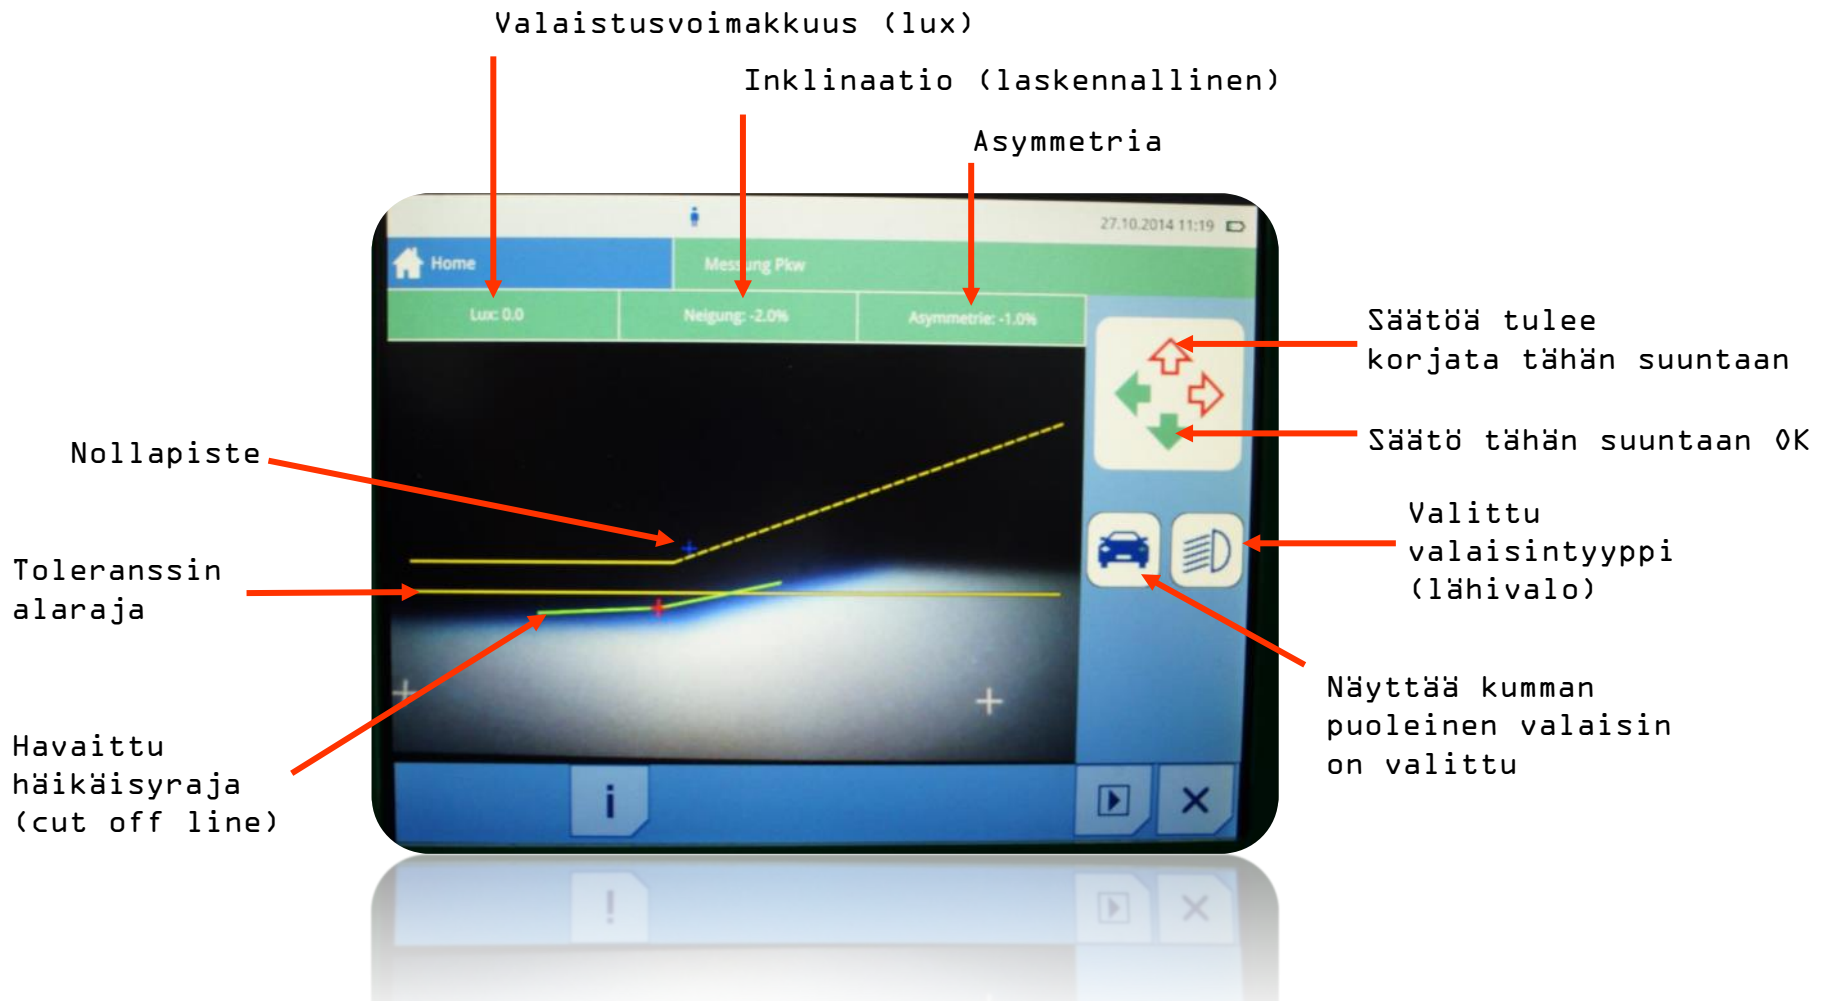 Valaistusvoimakkuus (lux)
Inklinaatio (laskennallinen)
Asymmetria
27.10.2014 11:19
Home
Messung Pkw
Lux: 0.0
Neigung: -2.0%
Asymmetrie: -1.0%
Säätöä tulee
korjata tähän suuntaan
Säätö tähän suuntaan OK
Nollapiste
Valittu
valaisintyyppi
(lähivalo)
Toleranssin
alaraja
Näyttää kumman
puoleinen valaisin
on valittu
Havaittu
häikäisyraja
(cut off line)
i